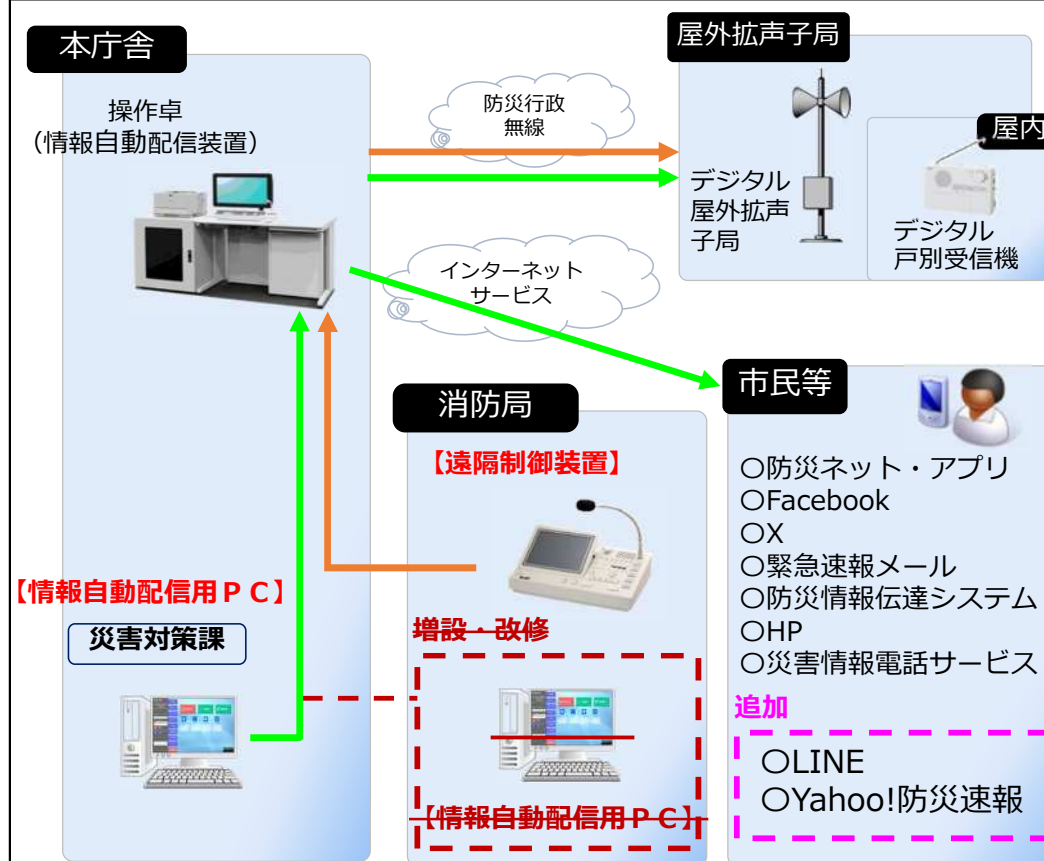 本庁舎
操作卓
（情報自動配信装置）
防災行政
無線
インターネット
サービス
屋外拡声子局
デジタル
屋外拡声
子局
屋内
デジタル
戸別受信機
消防局
【遠隔制御装置】
増設・改修
【情報自動配信用ＰＣ】
【情報自動配信用ＰＣ】
災害対策課
市民等
〇防災ネット・アプリ
〇Facebook
〇X
〇緊急速報メール
〇防災情報伝達システム
〇HP
〇災害情報電話サービス
追加
〇LINE
〇Yahoo!防災速報